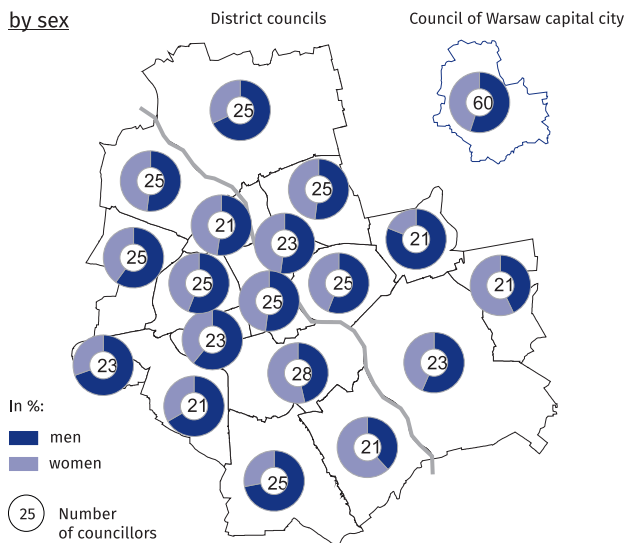 by sex
District councils
Council of Warsaw capital city
25
60
25
25
21
23
21
25
25
25
21
25
23
23
23
28
21
21
25
In %:
men
women
25
Number
of councillors